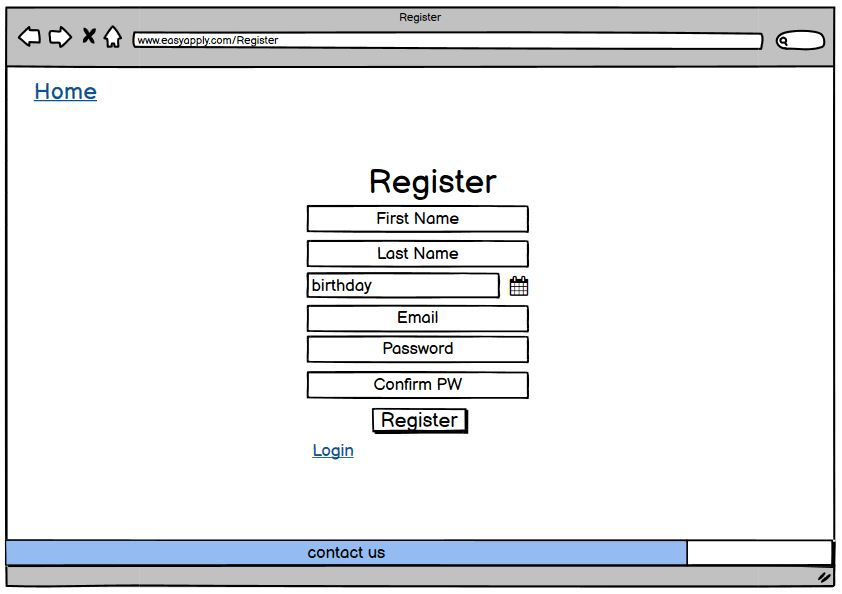 Register
www.easyapply.com/Register
Home
Register
First Name
Last Name
birthday
Email
Password
Confirm PW
Register
Login
contact us